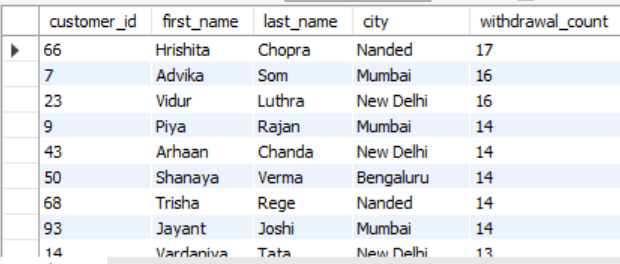 customer_id first_name last_name city withdrawal_count
66 Hrishita Chopra Nanded 17
7 Advika Som Mumbai 16
23 Vidur Luthra New Delhi 16
9 Piya Rajan Mumbai 14
43 Arhaan Chanda New Delhi 14
50 Shanaya Verma Bengaluru 14
68 Trisha Rege Nanded 14
93 Jayant Joshi Mumbai 14
14 Vardaniya Tata New Delhi 13